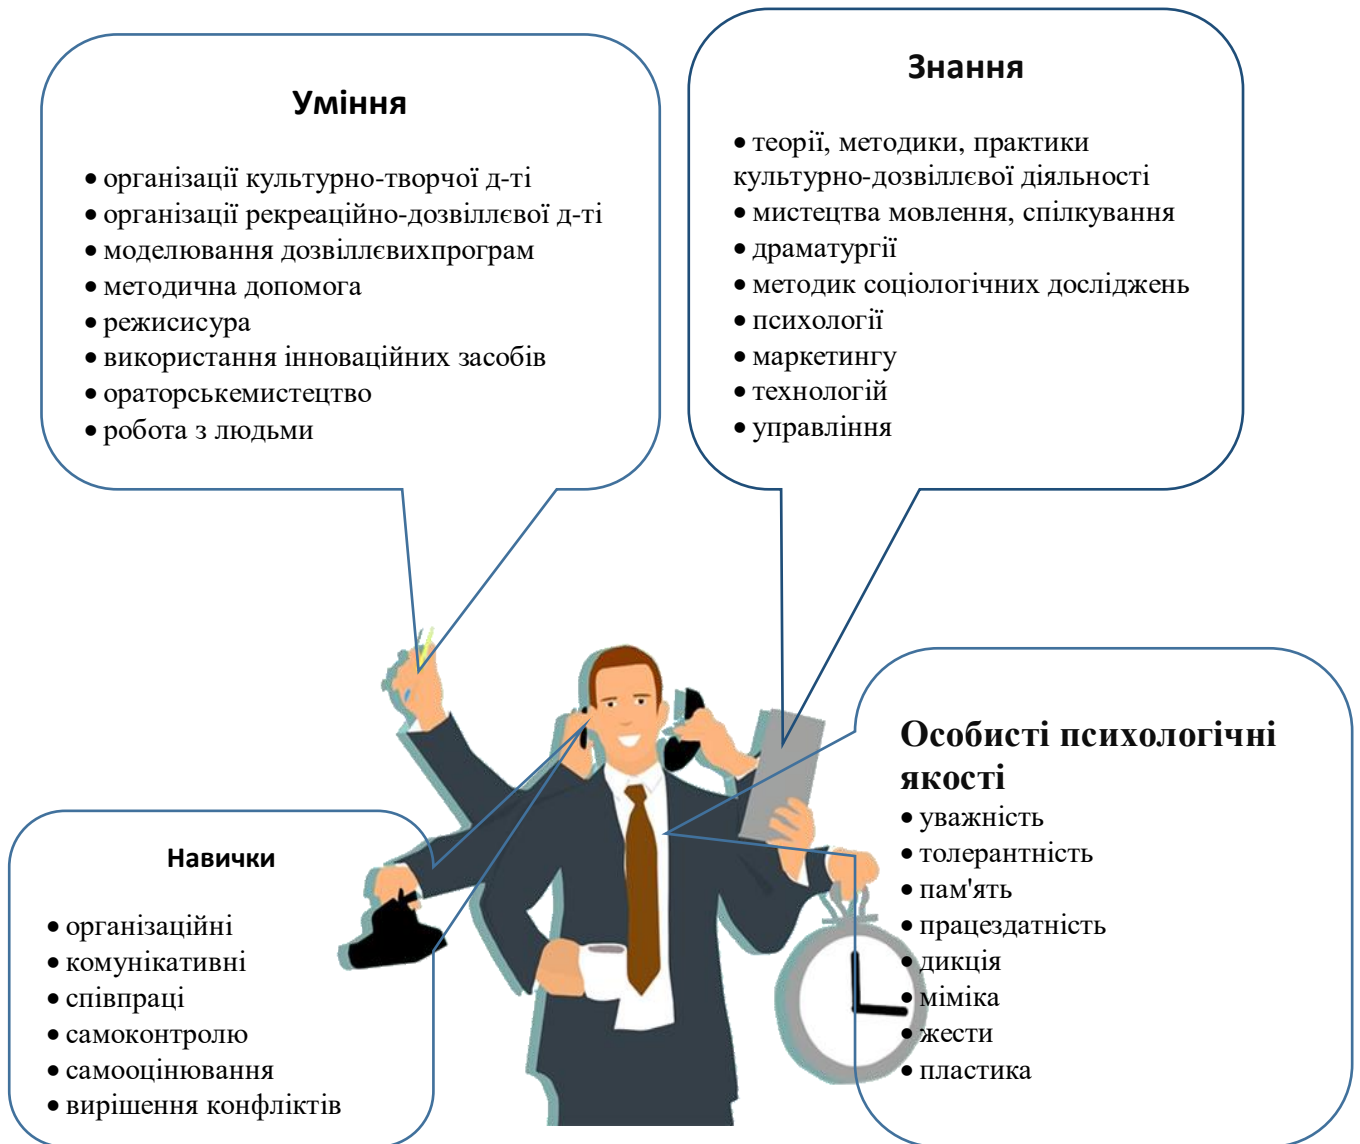 Уміння
• організації культурно-творчої д-ті
• організації рекреаційно-дозвіллєвої д-ті
• моделювання дозвіллєвихпрограм
• методична допомога
• режисисура
• використання інноваційних засобів
• ораторськемистецтво
• робота з людьми
Знання
• теорії, методики, практики
культурно-дозвіллєвої діяльності
• мистецтва мовлення, спілкування
• драматургії
• методик соціологічних досліджень
• психології
• маркетингу
• технологій
• управління
Навички
• організаційні
• комунікативні
• співпраці
• самоконтролю
• самооцінювання
• вирішення конфліктів
Особисті психологічні
якості
• уважність
• толерантність
• пам'ять
• працездатність
• дикція
• міміка
• жести
• пластика